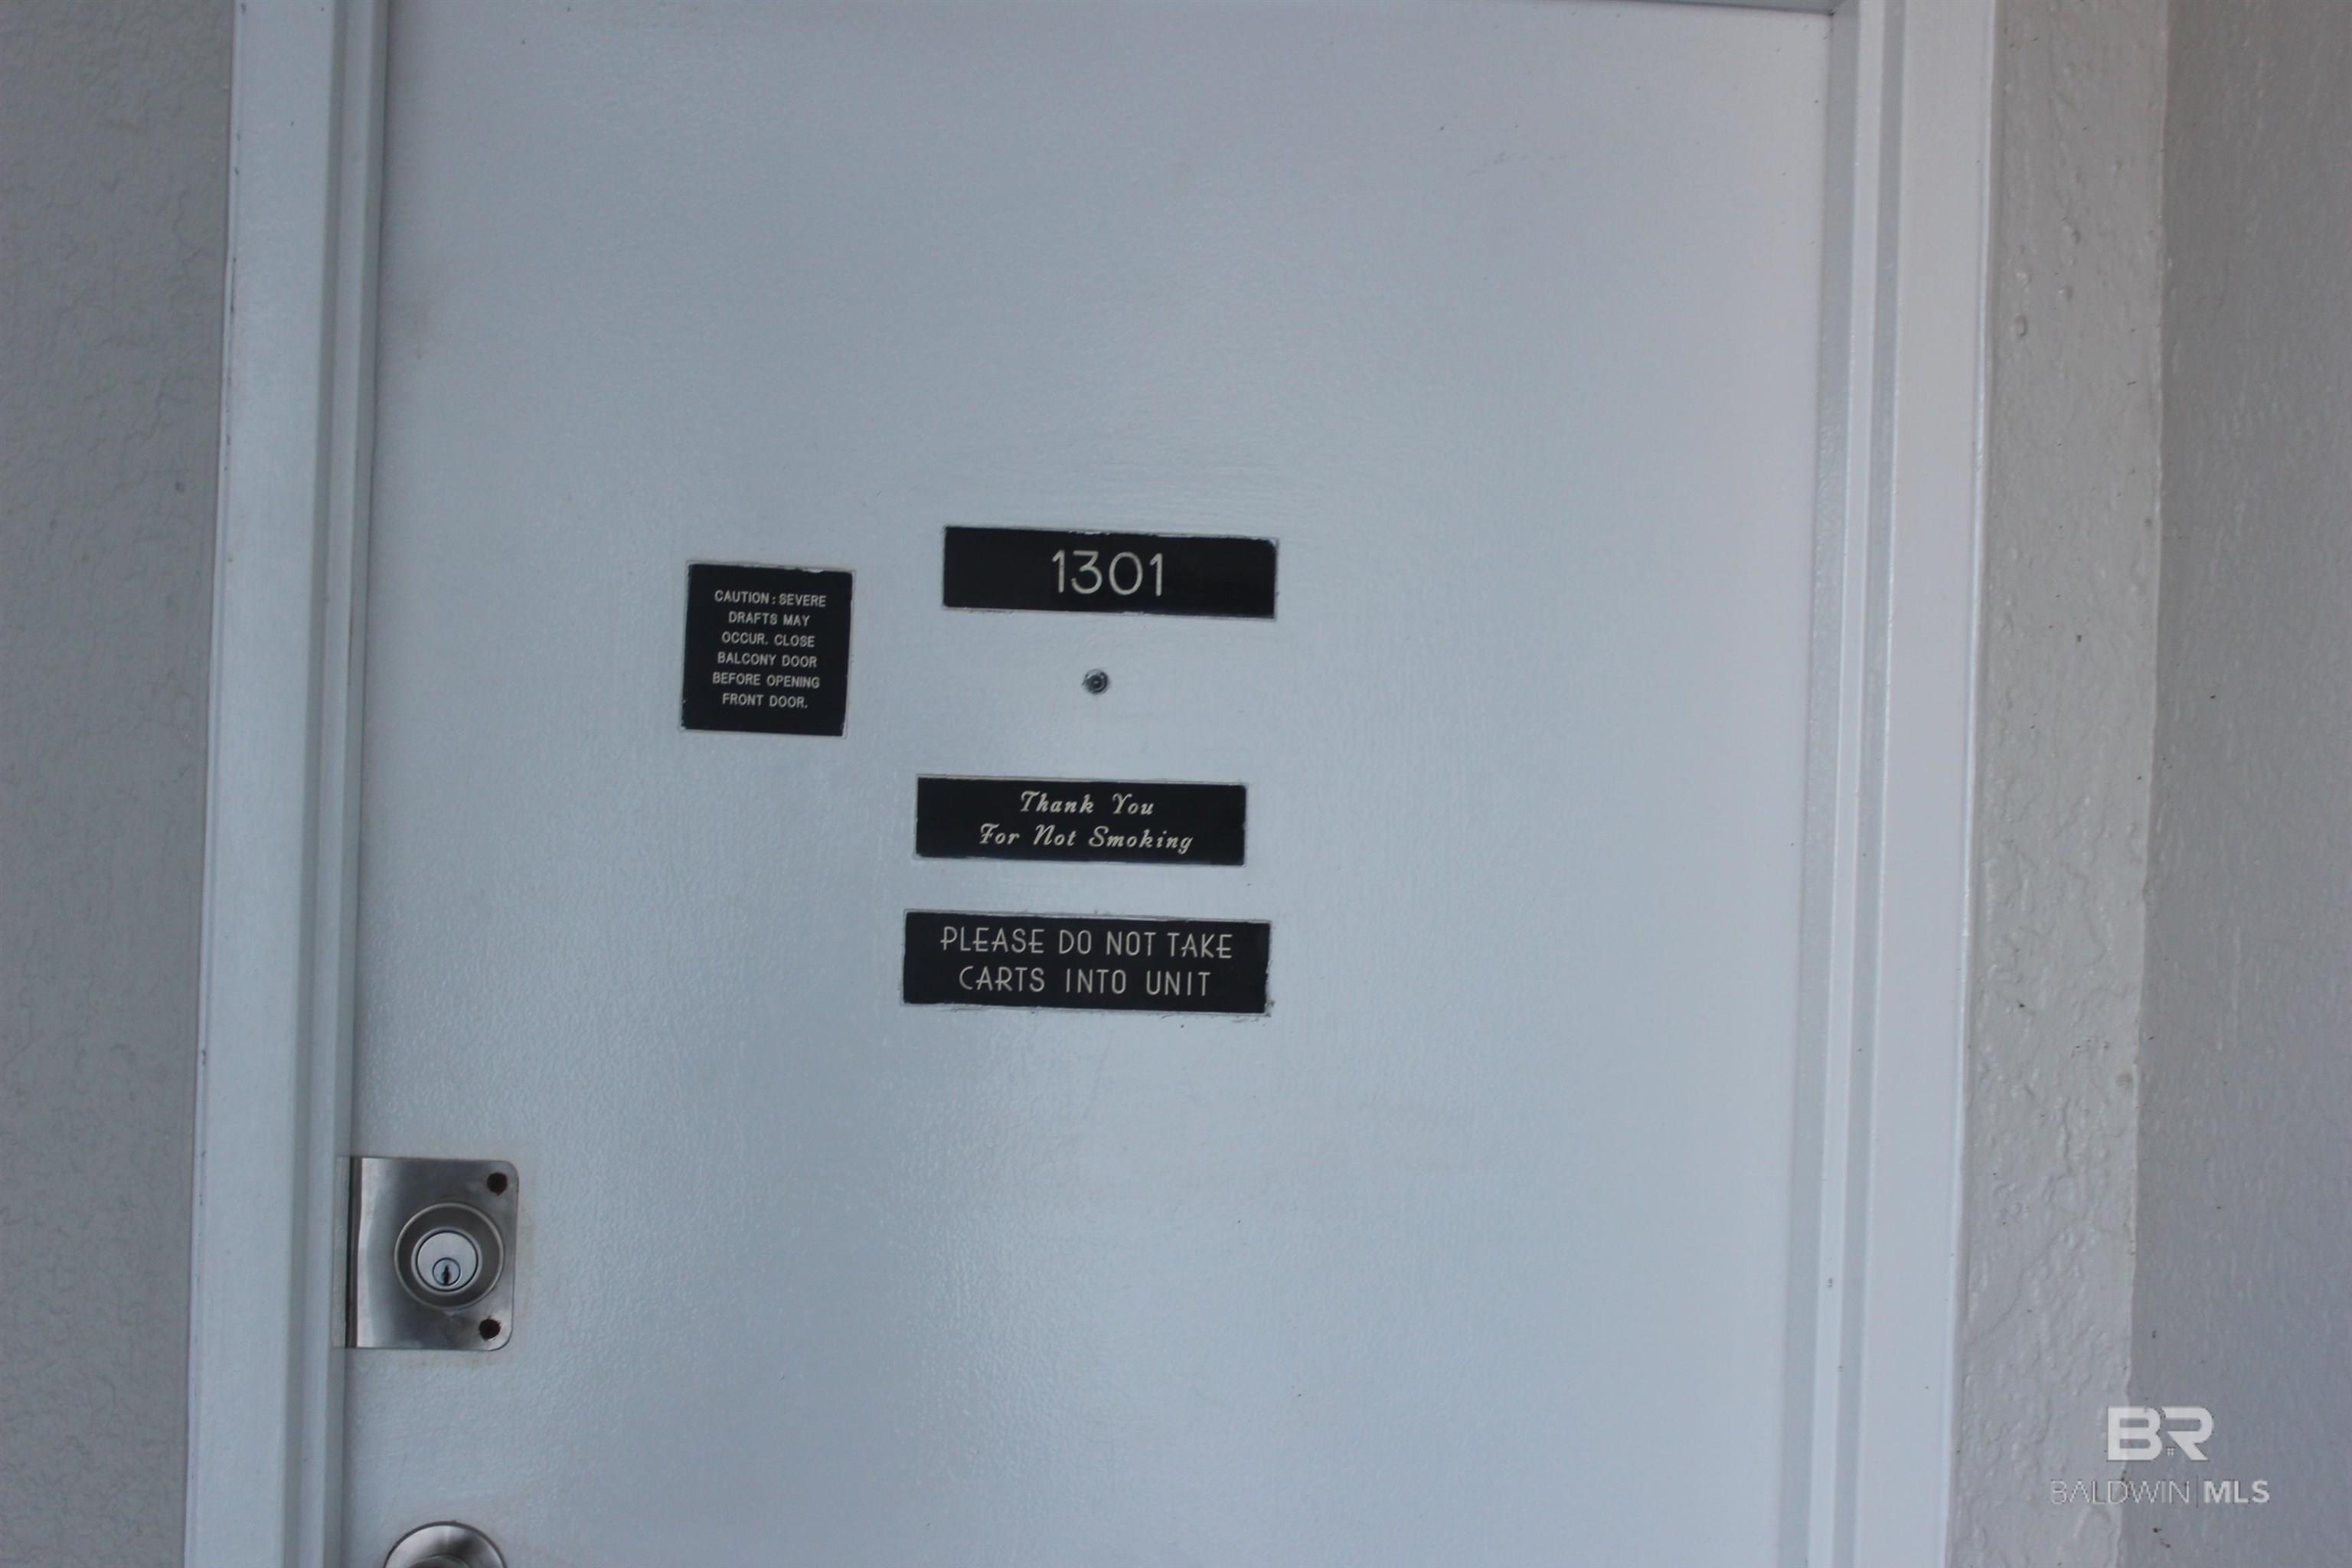 1301
CAUTION: SEVERE
DRAFTS MAY
OCCUR. CLOSE
BALCONY DOOR
BEFORE OPENING
FRONT DOOR.
Thank You
For Not Smoking
PLEASE DO NOT TAKE
CARTS INTO UNIT
BR
BALDWIN|MLS